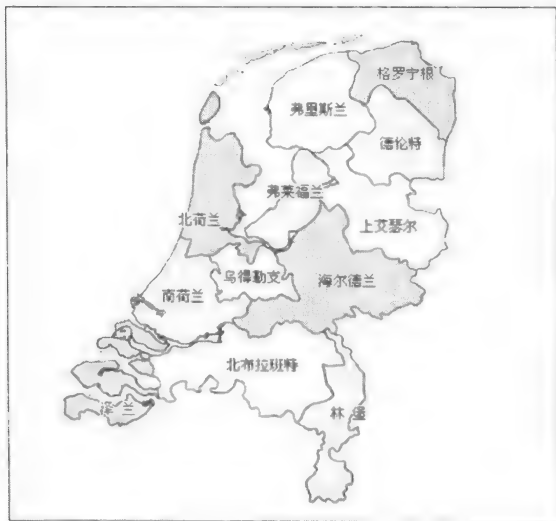 格罗宁根
弗里斯兰
德伦特
弗莱福兰
北荷兰
上艾瑟尔
乌得勒支
海尔德兰
南荷兰
北布拉班特
泽兰
林堡